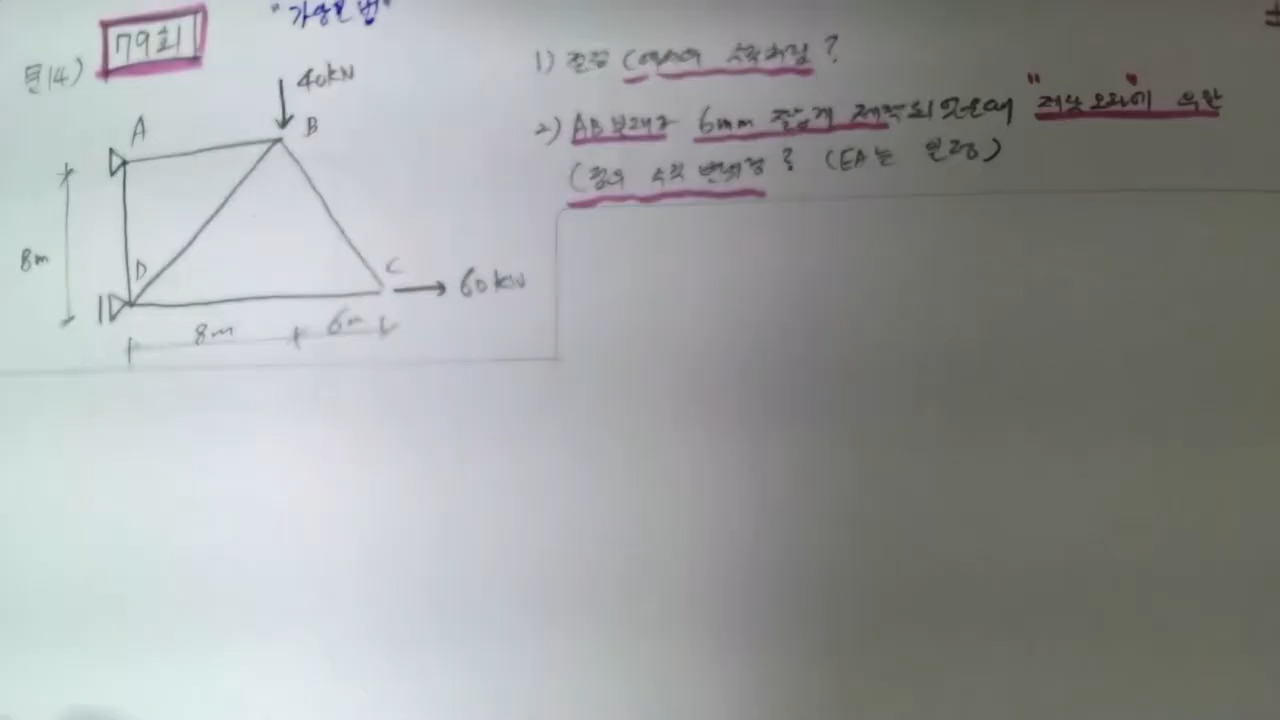 79회
"가상일법"
문14)
40kN
A
B
8m
D
C
60kN
8m
6m
1) 절점 C에서의 수직처짐?
2) AB부재가 6mm 짧게 제작되었을때 "제작오차"에 의한
C점의 수직 변위량? (EA는 일정)